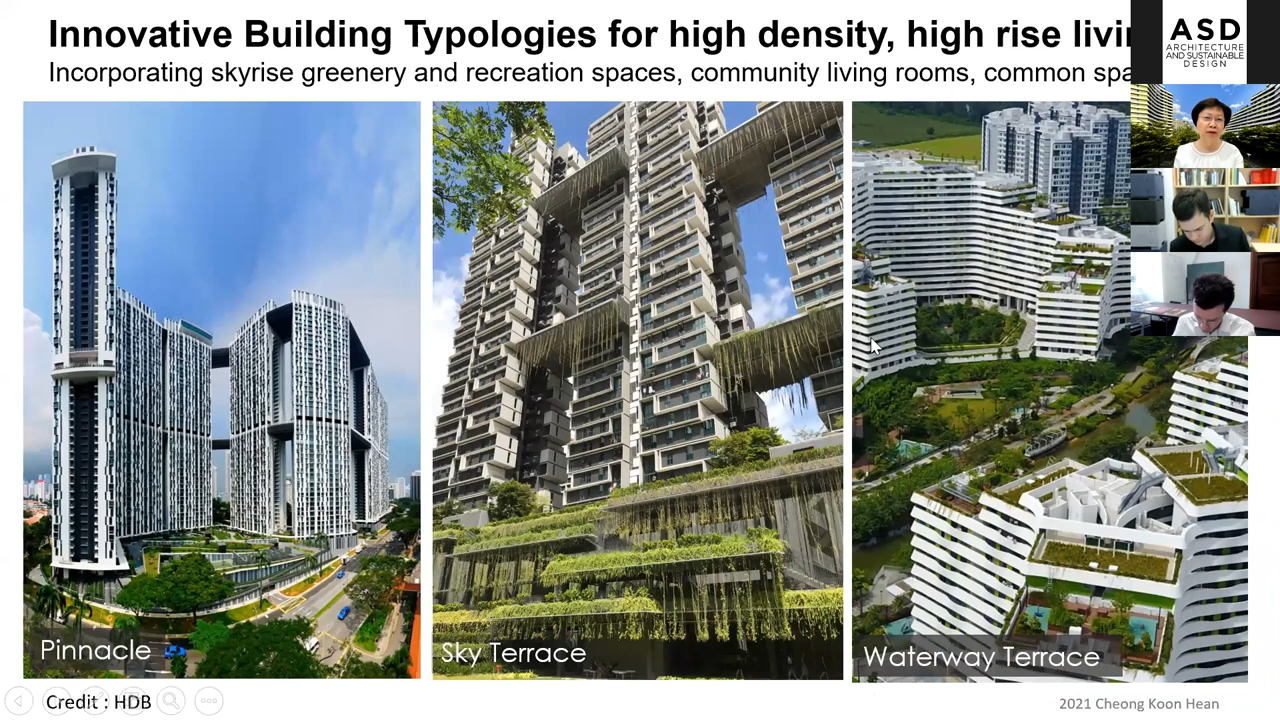 Innovative Building Typologies for high density, high rise livin
Incorporating skyrise greenery and recreation spaces, community living rooms, common spa
ASD
ARCHITECTURE
AND SUSTAINABLE
DESIGN
Pinnacle
Sky Terrace
Waterway Terrace
Credit : HDB
2021 Cheong Koon Hean